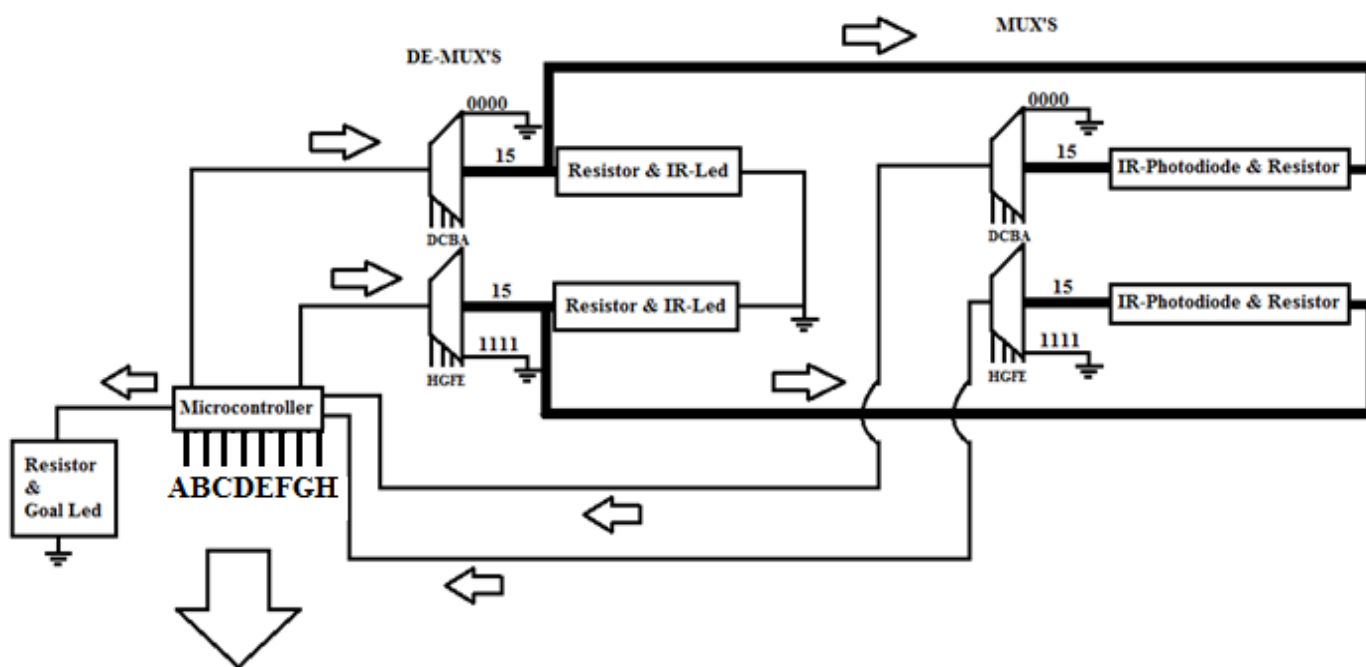 MUX'S
DE-MUX'S
0000
15
Resistor & IR-Led
DCBA
0000
15
IR-Photodiode & Resistor
DCBA
15
Resistor & IR-Led
1111
HGFE
15
IR-Photodiode & Resistor
1111
HGFE
Microcontroller
ABCDEFGH
Resistor
&
Goal Led